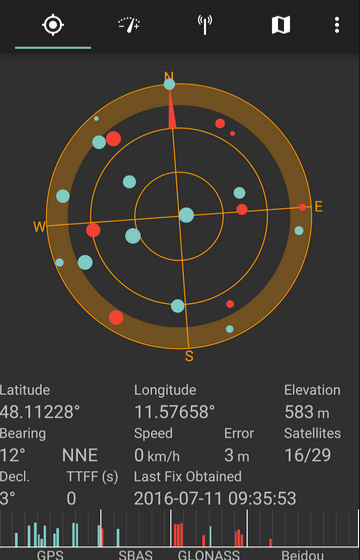 N
E
W
S
Latitude Longitude Elevation
48.11228° 11.57658° 583 m
Bearing Speed Error Satellites
12° NNE 0 km/h 3 m 16/29
Decl. TTFF (s) Last Fix Obtained
3° 0 2016-07-11 09:35:53
GPS SBAS GLONASS Beidou